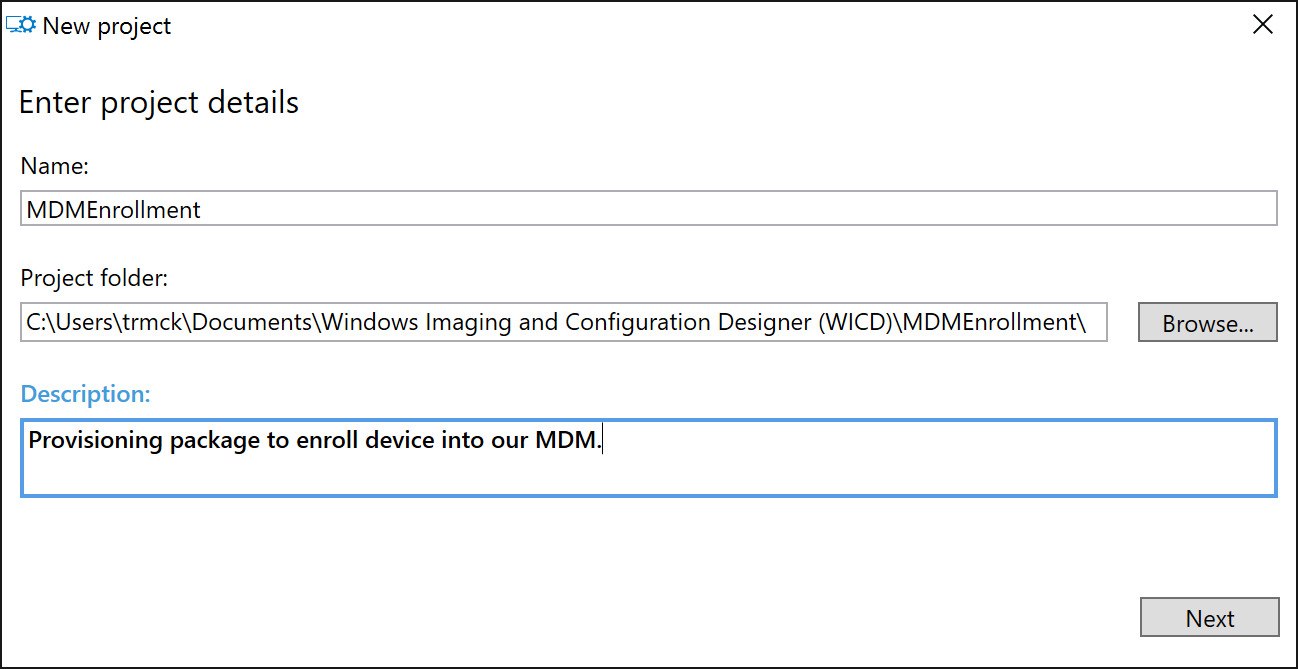 New project
Enter project details
Name:
MDMEnrollment
Project folder:
C:\Users\trmck\Documents\Windows Imaging and Configuration Designer (WICD)\MDMEnrollment\
Browse...
Description:
Provisioning package to enroll device into our MDM.
Next